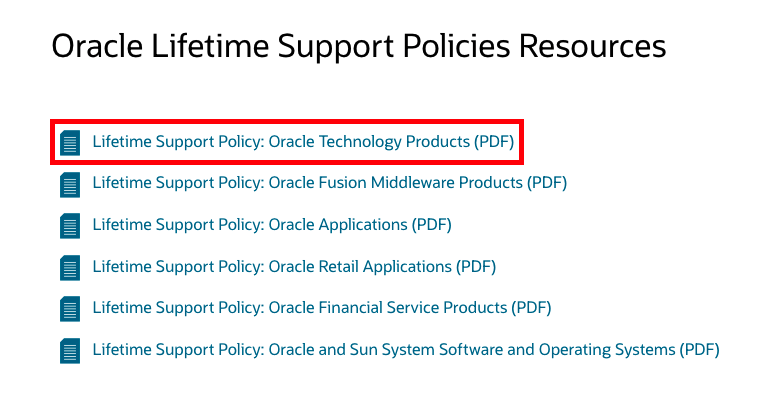 Oracle Lifetime Support Policies Resources
Lifetime Support Policy: Oracle Technology Products (PDF)
Lifetime Support Policy: Oracle Fusion Middleware Products (PDF)
Lifetime Support Policy: Oracle Applications (PDF)
Lifetime Support Policy: Oracle Retail Applications (PDF)
Lifetime Support Policy: Oracle Financial Service Products (PDF)
Lifetime Support Policy: Oracle and Sun System Software and Operating Systems (PDF)